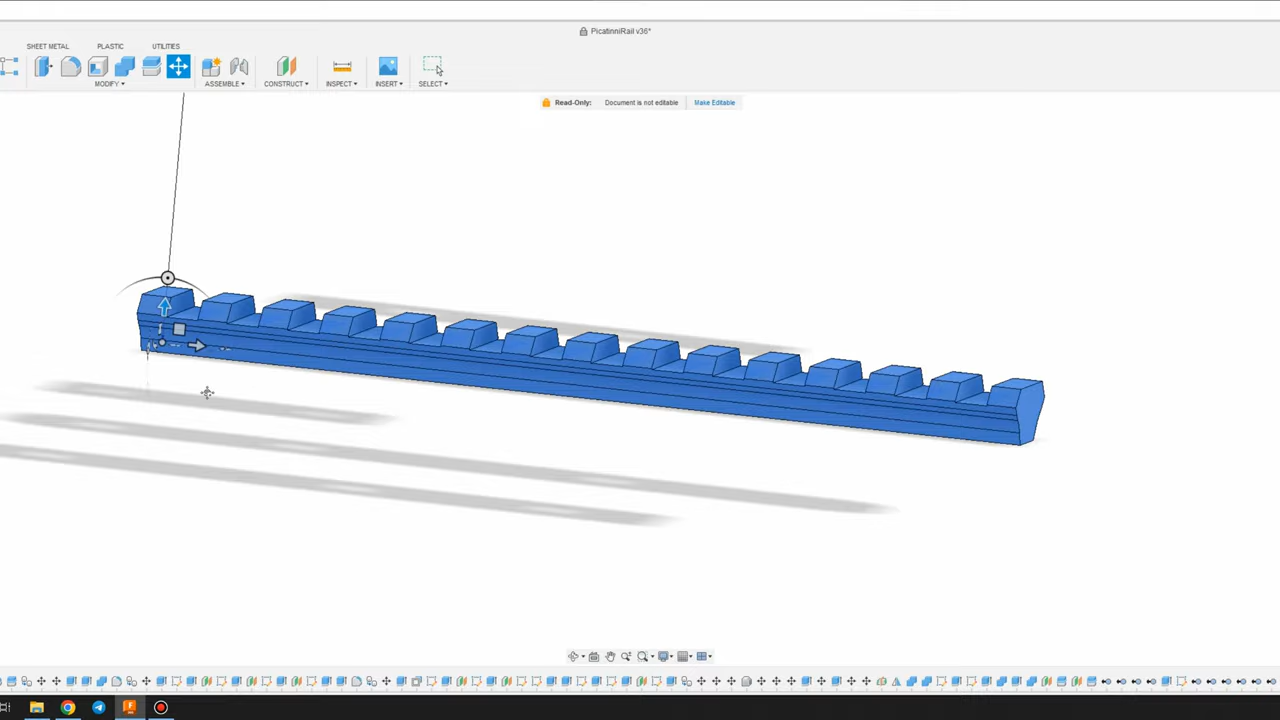 PicatinniRail v36*
SHEET METAL PLASTIC UTILITIES
MODIFY ASSEMBLE CONSTRUCT INSPECT INSERT SELECT
Read-Only: Document is not editable Make Editable